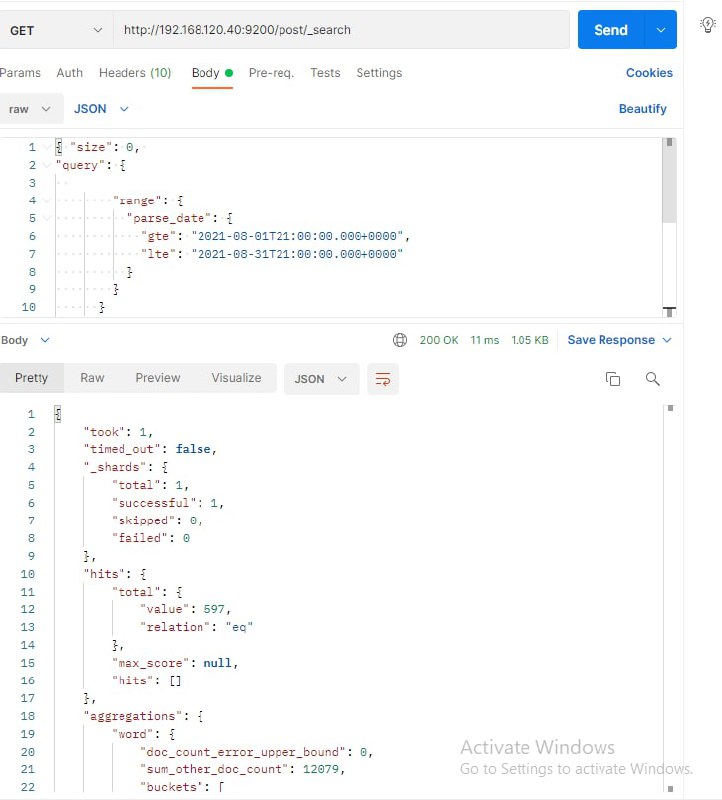 GET http://192.168.120.40:9200/post/_search Send
Params Auth Headers (10) Body Pre-req. Tests Settings Cookies
raw JSON Beautify
1 { "size": 0,
2 "query": {
3
4 "range": {
5 "parse_date": {
6 "gte": "2021-08-01T21:00:00.000+0000",
7 "lte": "2021-08-31T21:00:00.000+0000"
8 }
9 }
10 }
Body 200 OK 11 ms 1.05 KB Save Response
Pretty Raw Preview Visualize JSON
1 {
2 "took": 1,
3 "timed_out": false,
4 "_shards": {
5 "total": 1,
6 "successful": 1,
7 "skipped": 0,
8 "failed": 0
9 },
10 "hits": {
11 "total": {
12 "value": 597,
13 "relation": "eq"
14 },
15 "max_score": null,
16 "hits": []
17 },
18 "aggregations": {
19 "word": {
20 "doc_count_error_upper_bound": 0,
21 "sum_other_doc_count": 12079,
22 "buckets": [
Activate Windows
Go to Settings to activate Windows.